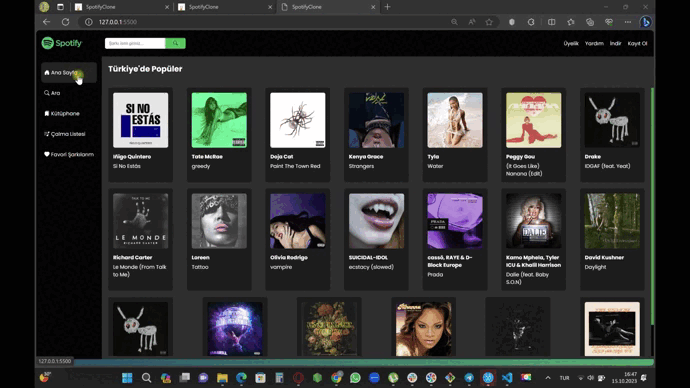 SpotifyClone
SpotifyClone
SpotifyClone
127.0.0.1:5500
Spotify
Üyelik
Yardım
İndir
Kayıt Ol
Ana Sayfa
Ara
Kütüphane
Çalma Listesi
Favori Şarkılarım
Türkiye'de Popüler
SI NO
ESTÁS
Iñigo Quintero
Si No Estás
Tate McRae
greedy
Doja Cat
Paint The Town Red
Kenya Grace
Strangers
Tyla
Water
Peggy Gou
(It Goes Like)
Nanana (Edit)
Drake
IDGAF (feat. Yeat)
LE MONDE
Richard Carter
Le Monde (From Talk
to Me)
Loreen
Tattoo
Olivia Rodrigo
vampire
SUICIDAL-IDOL
ecstacy (slowed)
PRADA
cassö, RAYE & D-
Block Europe
Prada
DALIE
Kamo Mphela, Tyler
ICU & Khalil Harrison
Dalie (feat. Baby
S.O.N)
David Kushner
Daylight
127.0.0.1:5500
TUR
16:47
15.10.2023